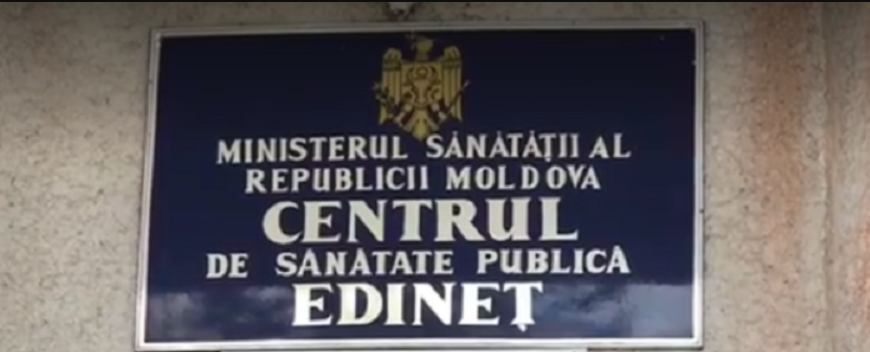 MINISTERUL SĂNĂTĂȚII AL
REPUBLICII MOLDOVA
CENTRUL
DE SĂNĂTATE PUBLICĂ
EDINEȚ